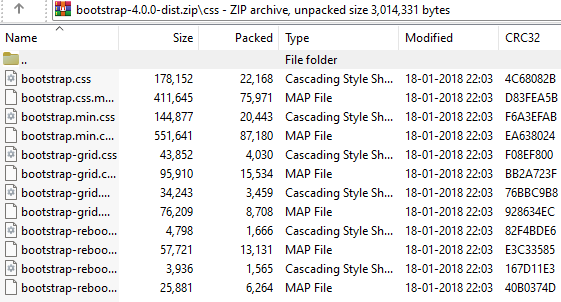 bootstrap-4.0.0-dist.zip\css - ZIP archive, unpacked size 3,014,331 bytes
Name Size Packed Type Modified CRC32
.. File folder
bootstrap.css 178,152 22,168 Cascading Style Sh... 18-01-2018 22:03 4C68082B
bootstrap.css.m... 411,645 75,971 MAP File 18-01-2018 22:03 D83FEA5B
bootstrap.min.css 144,877 20,443 Cascading Style Sh... 18-01-2018 22:03 F6A3EFAB
bootstrap.min.c... 551,641 87,180 MAP File 18-01-2018 22:03 EA638024
bootstrap-grid.css 43,852 4,030 Cascading Style Sh... 18-01-2018 22:03 F08EF800
bootstrap-grid.c... 95,910 15,534 MAP File 18-01-2018 22:03 BB2A723F
bootstrap-grid.... 34,243 3,459 Cascading Style Sh... 18-01-2018 22:03 76BBC9B8
bootstrap-grid.... 76,209 8,708 MAP File 18-01-2018 22:03 928634EC
bootstrap-reboo... 4,798 1,666 Cascading Style Sh... 18-01-2018 22:03 82F4BDE6
bootstrap-reboo... 57,721 13,131 MAP File 18-01-2018 22:03 E3C33585
bootstrap-reboo... 3,936 1,565 Cascading Style Sh... 18-01-2018 22:03 167D11E3
bootstrap-reboo... 25,881 6,264 MAP File 18-01-2018 22:03 40B0374D